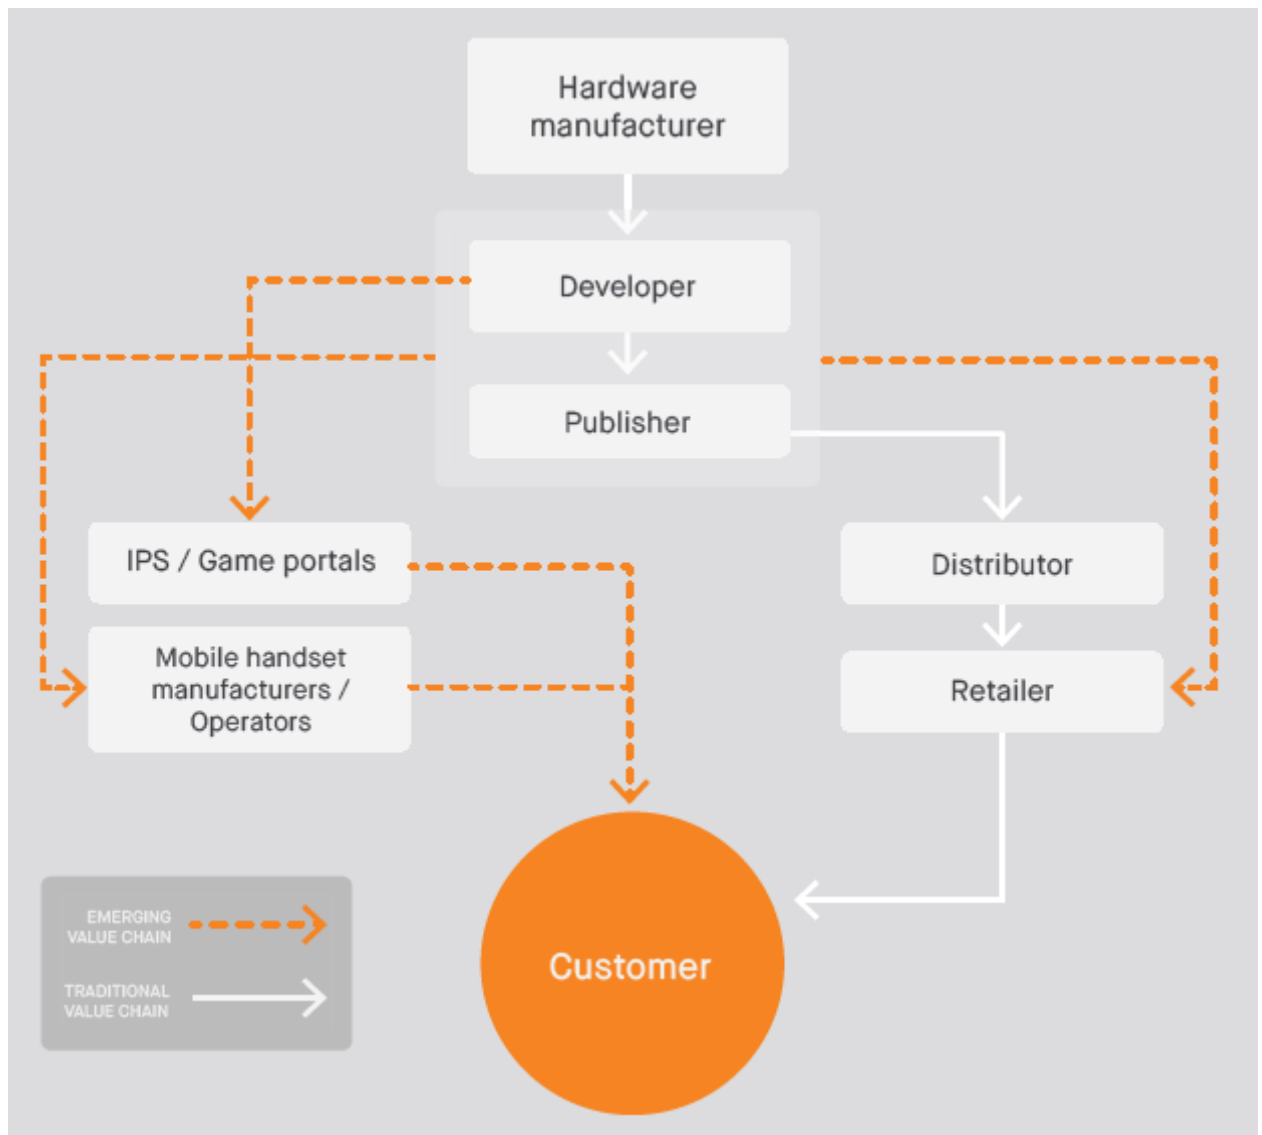 Hardware
manufacturer
Developer
Publisher
IPS / Game portals
Distributor
Mobile handset
manufacturers /
Operators
Retailer
EMERGING
VALUE CHAIN
TRADITIONAL
VALUE CHAIN
Customer